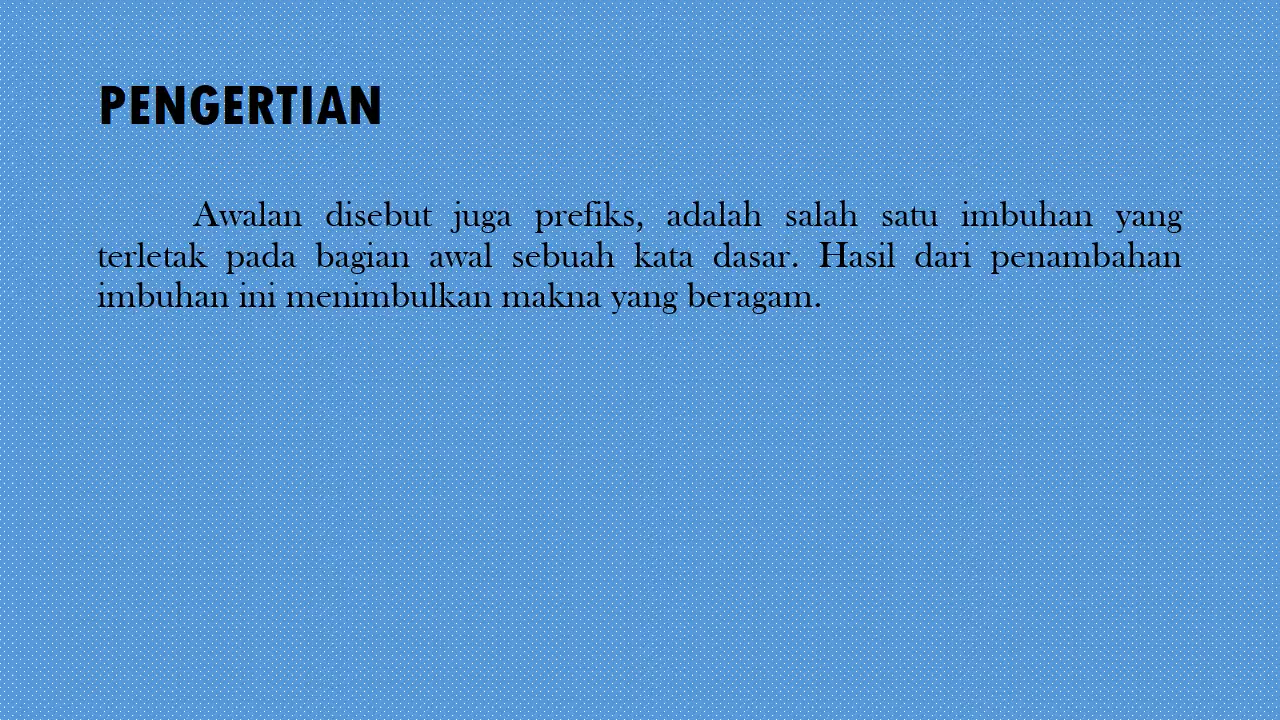 PENGERTIAN
Awalan disebut juga prefiks, adalah salah satu imbuhan yang
terletak pada bagian awal sebuah kata dasar. Hasil dari penambahan
imbuhan ini menimbulkan makna yang beragam.